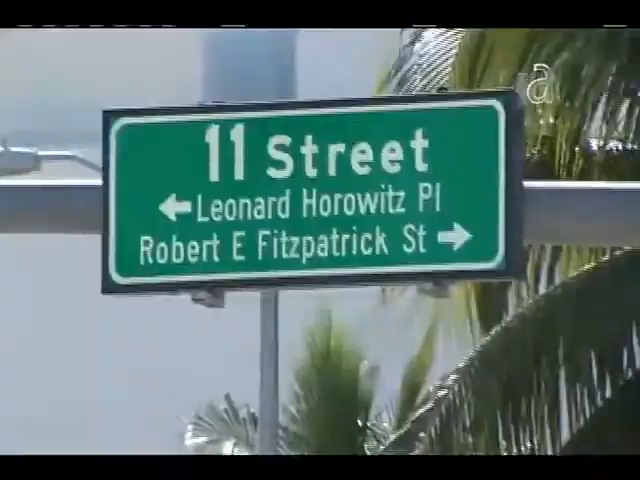 11 Street
←Leonard Horowitz Pl
Robert E Fitzpatrick St→